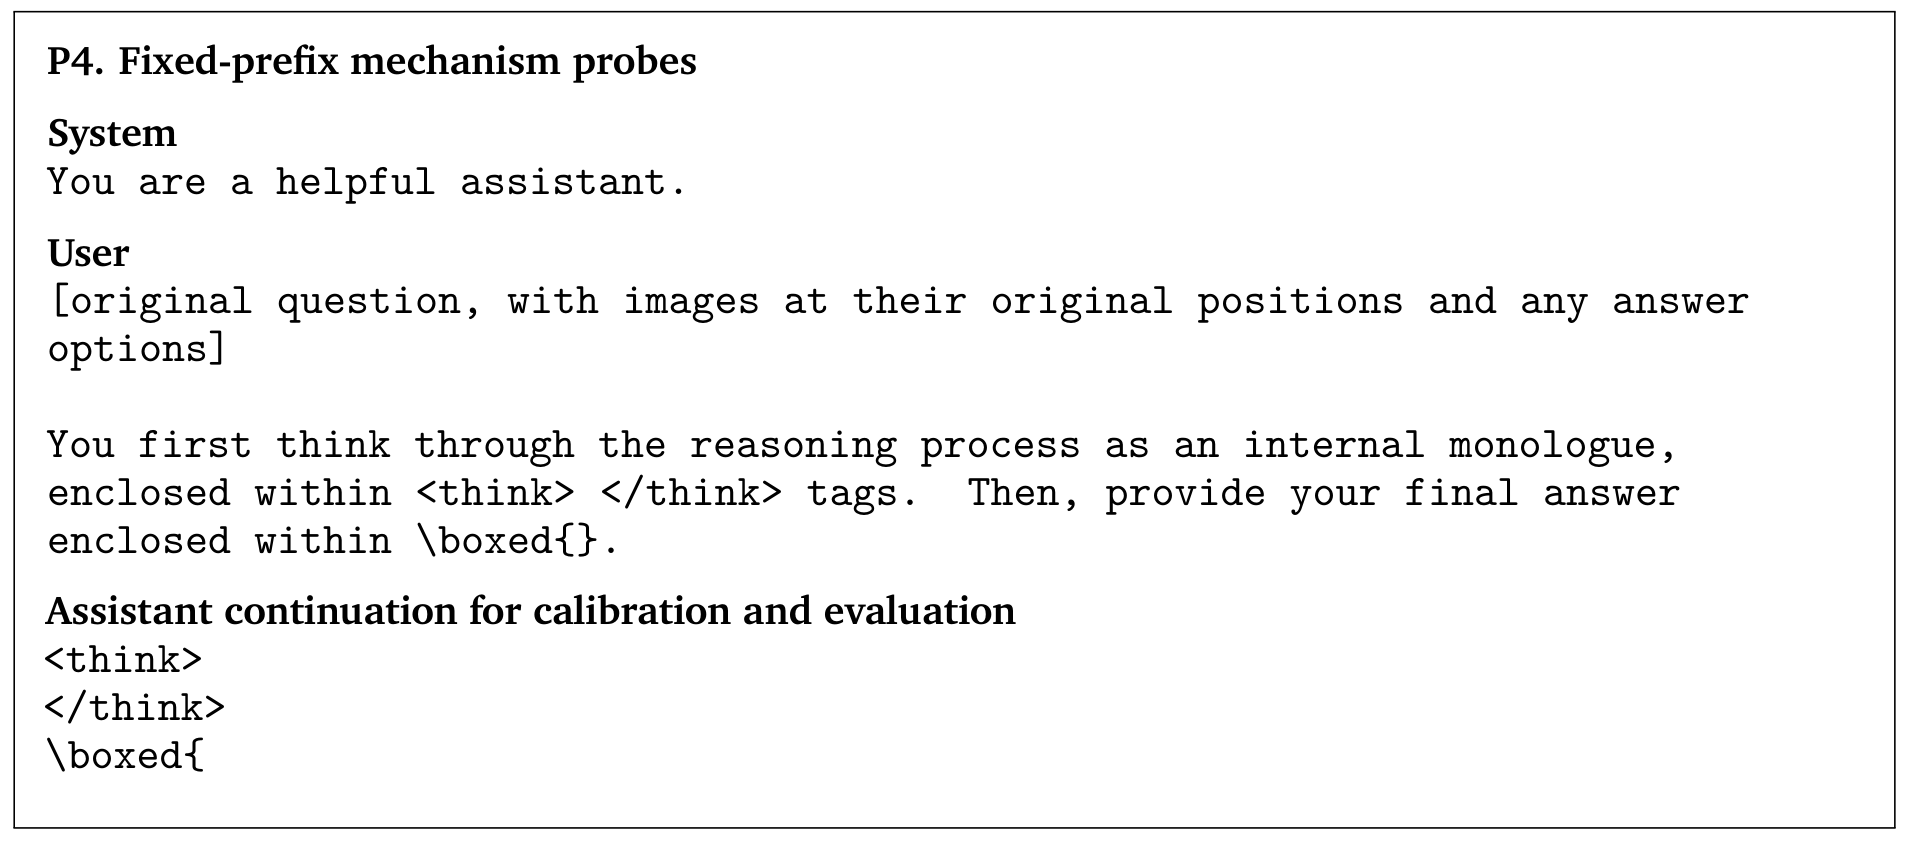 P4. Fixed-prefix mechanism probes
System
You are a helpful assistant.
User
[original question, with images at their original positions and any answer
options]
You first think through the reasoning process as an internal monologue,
enclosed within <think> </think> tags.  Then, provide your final answer
enclosed within \boxed{}.
Assistant continuation for calibration and evaluation
<think>
</think>
\boxed{